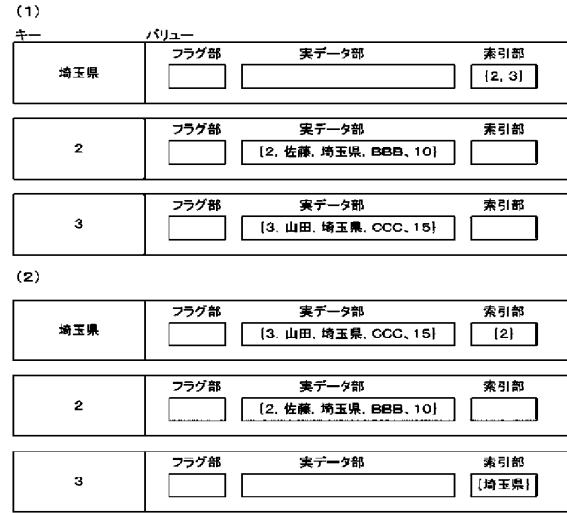 (1)
キー バリュー
埼玉県 フラグ部 実データ部 索引部
{2, 3}
2 フラグ部 実データ部 索引部
{2, 佐藤, 埼玉県, BBB、10}
3 フラグ部 実データ部 索引部
{3. 山田, 埼玉県, CCC、15}
(2)
埼玉県 フラグ部 実データ部 索引部
{3. 山田, 埼玉県, CCC、15} {2}
2 フラグ部 実データ部 索引部
{2, 佐藤, 埼玉県, BBB、10}
3 フラグ部 実データ部 索引部
{埼玉県}